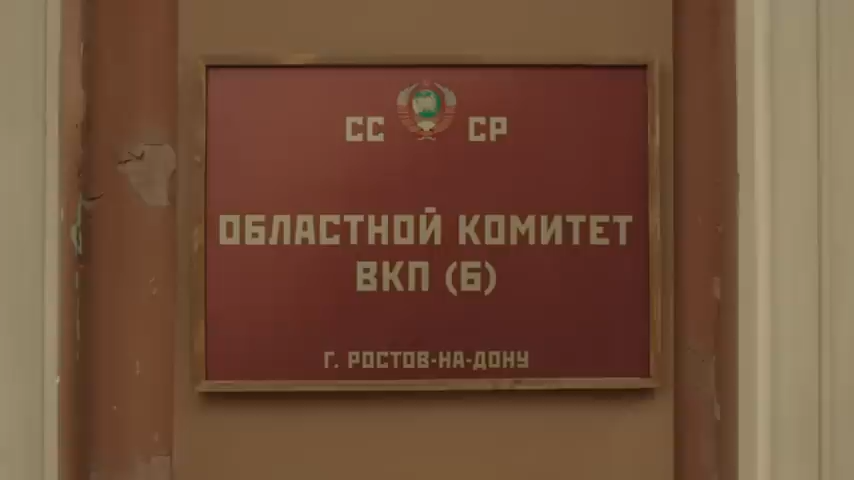 СС СР
ОБЛАСТНОЙ КОМИТЕТ
ВКП (Б)
Г. РОСТОВ-НА-ДОНУ